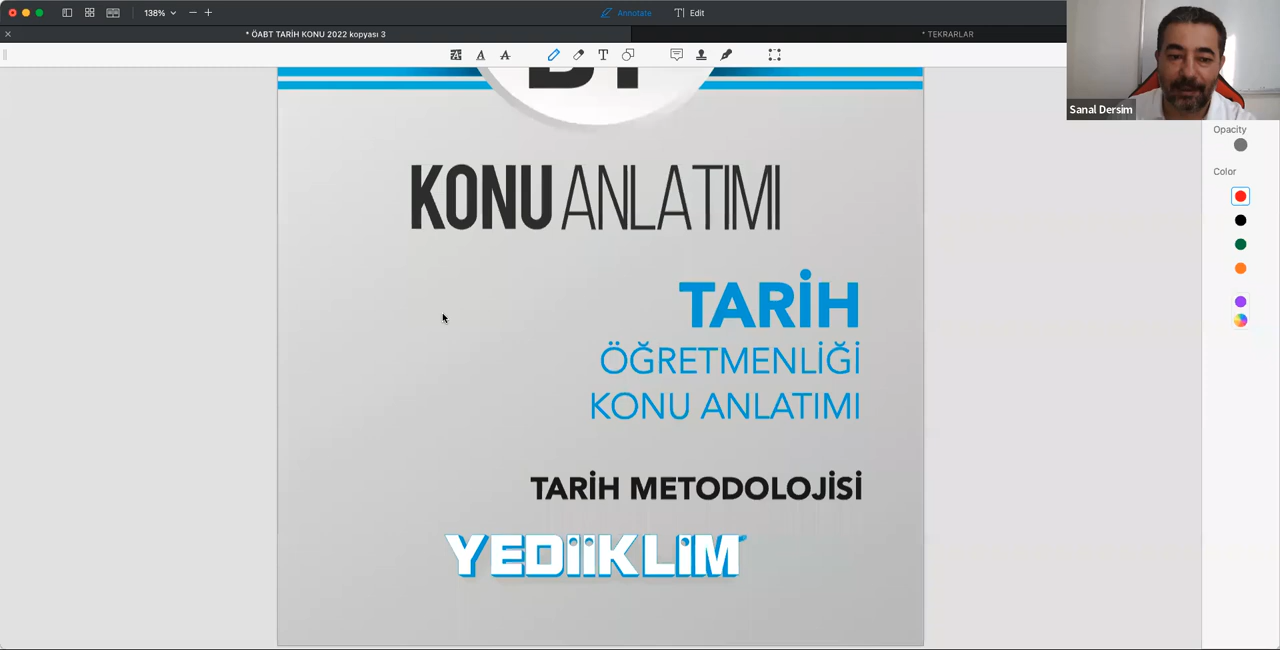 138%
Annotate
Edit
* ÖABT TARİH KONU 2022 kopyası 3
* TEKRARLAR
Sanal Dersim
Opacity
Color
KONU ANLATIMI
TARİH
ÖĞRETMENLİĞİ
KONU ANLATIMI
TARİH METODOLOJİSİ
YEDİİKLİM